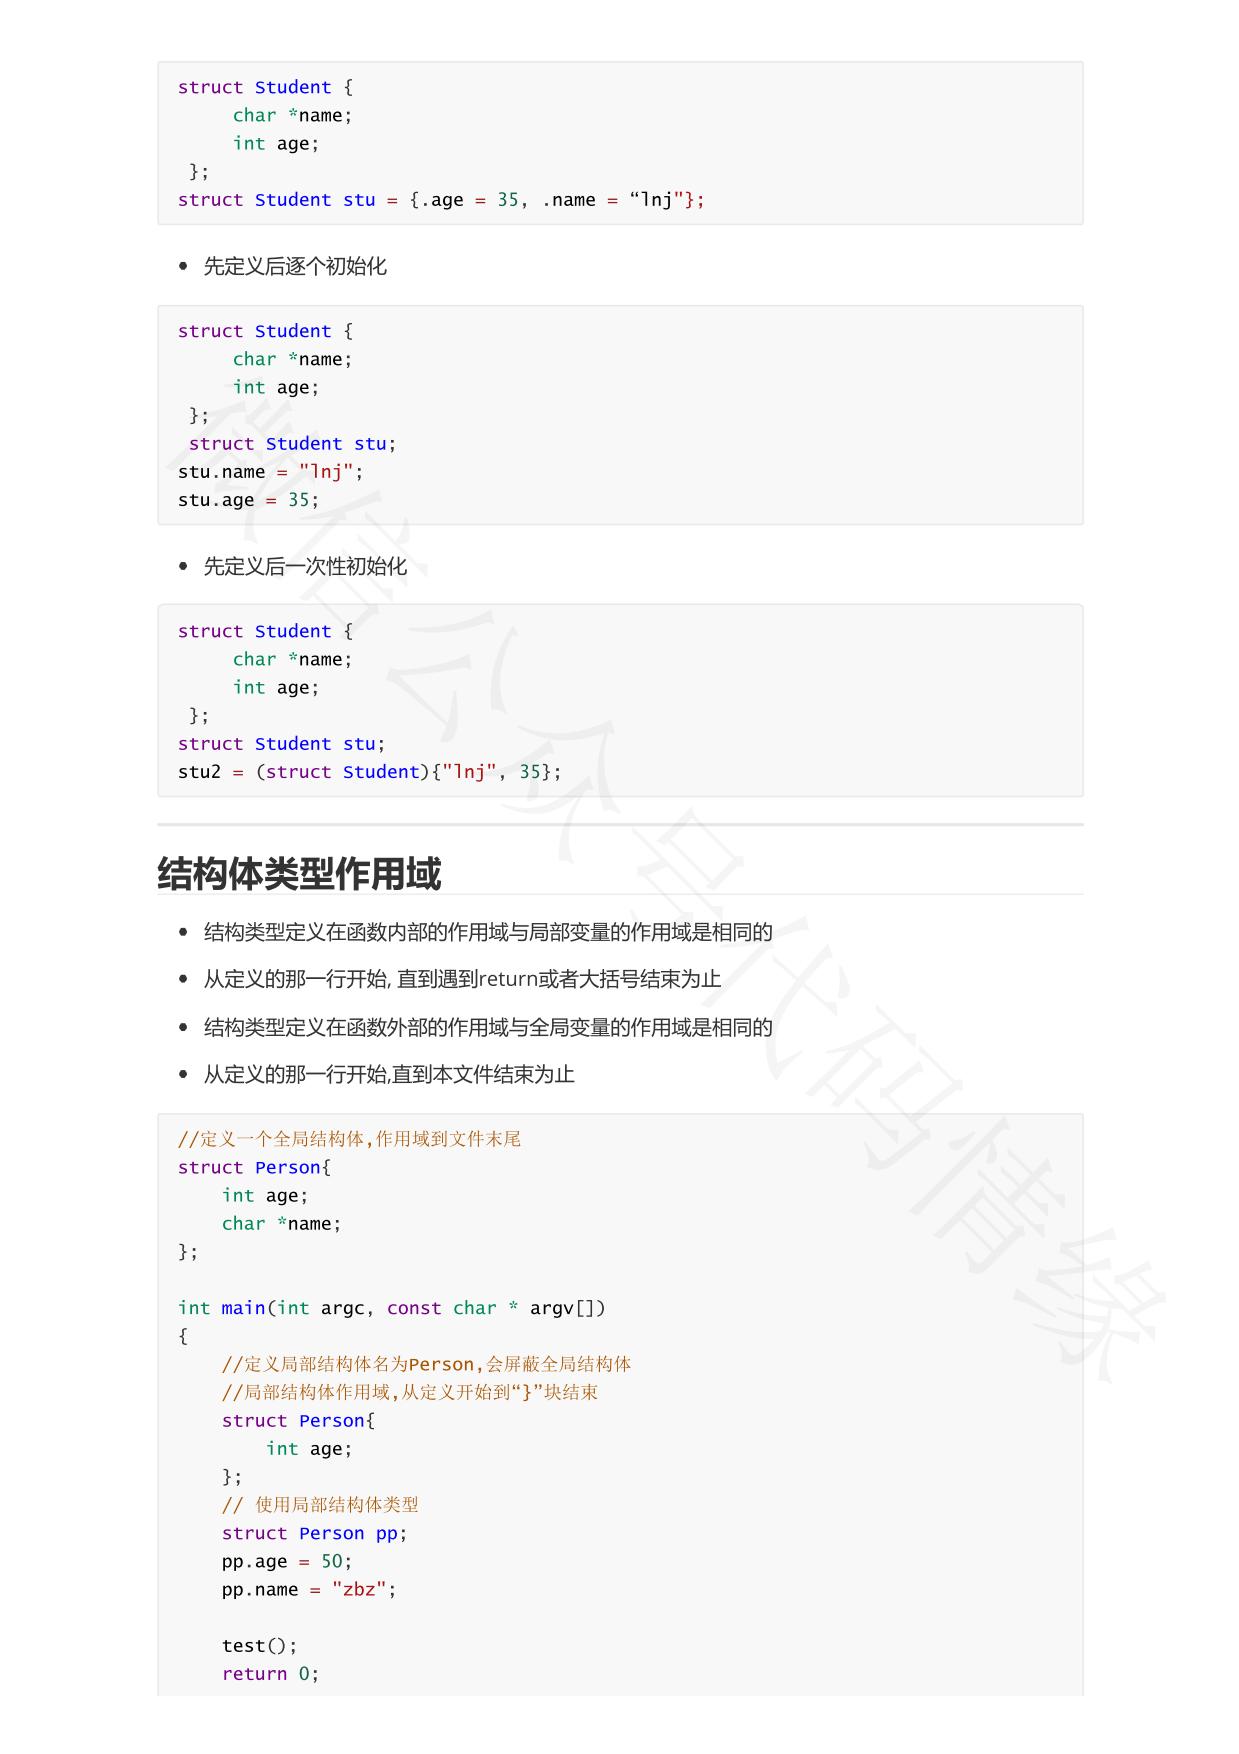 struct Student {
     char *name;
     int age;
 };
struct Student stu = {.age = 35, .name = “lnj"};
• 先定义后逐个初始化
struct Student {
     char *name;
     int age;
 };
 struct Student stu;
stu.name = "lnj";
stu.age = 35;
• 先定义后一次性初始化
struct Student {
     char *name;
     int age;
 };
struct Student stu;
stu2 = (struct Student){"lnj", 35};
结构体类型作用域
• 结构类型定义在函数内部的作用域与局部变量的作用域是相同的
• 从定义的那一行开始, 直到遇到return或者大括号结束为止
• 结构类型定义在函数外部的作用域与全局变量的作用域是相同的
• 从定义的那一行开始,直到本文件结束为止
//定义一个全局结构体,作用域到文件末尾
struct Person{
    int age;
    char *name;
};
int main(int argc, const char * argv[])
{
    //定义局部结构体名为Person,会屏蔽全局结构体
    //局部结构体作用域,从定义开始到“}”块结束
    struct Person{
        int age;
    };
    // 使用局部结构体类型
    struct Person pp;
    pp.age = 50;
    pp.name = "zbz";
    test();
    return 0;
微信公众号代码情缘